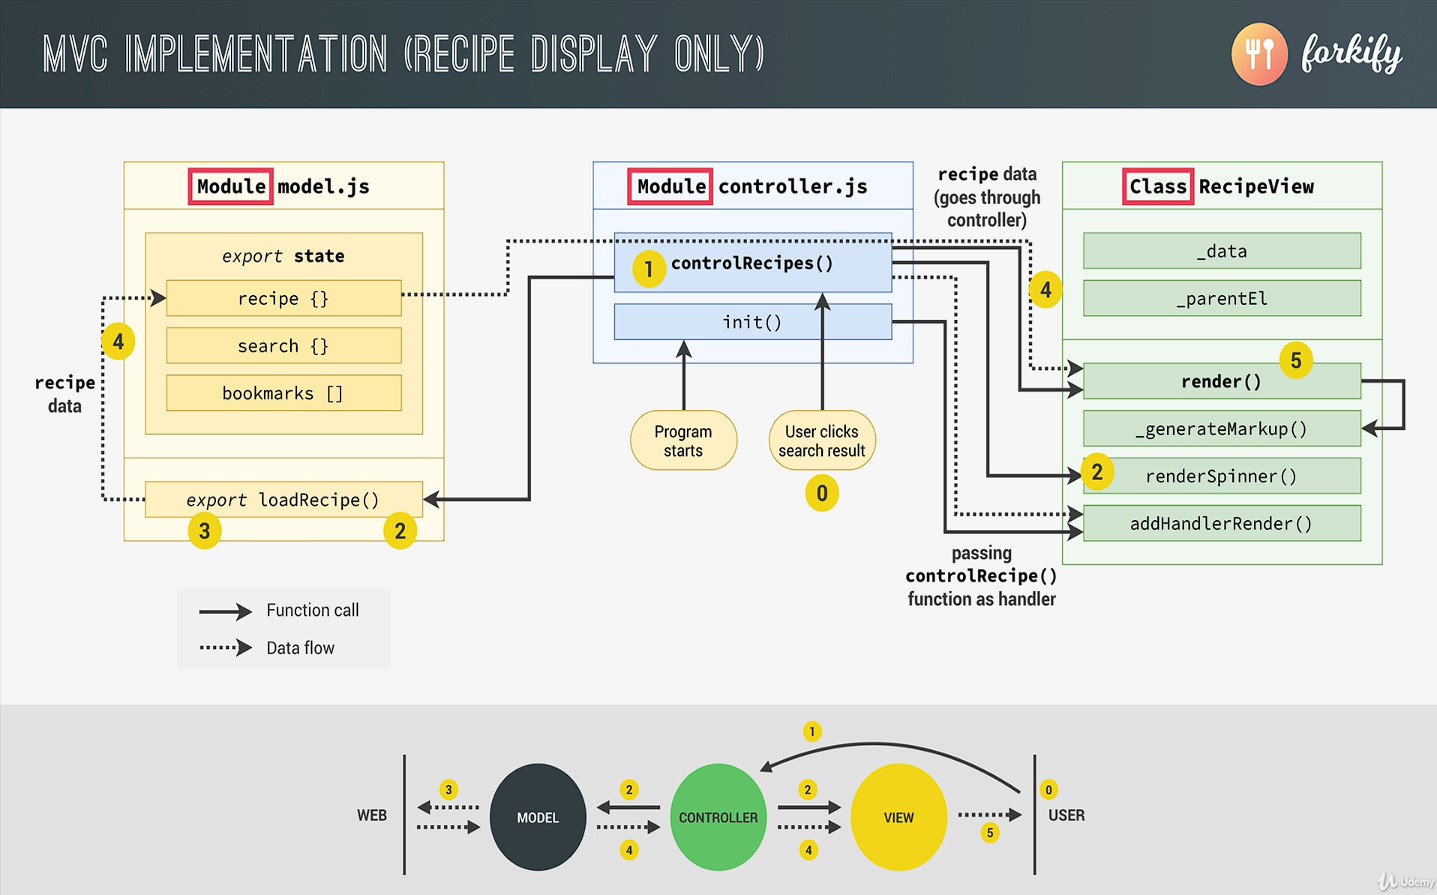 MVC IMPLEMENTATION (RECIPE DISPLAY ONLY)
forkify
Module model.js
export state
recipe {}
search {}
bookmarks []
export loadRecipe()
4
recipe
data
3
2
Module controller.js
1
controlRecipes()
init()
Program
starts
User clicks
search result
0
recipe data
(goes through
controller)
4
passing
controlRecipe()
function as handler
Class RecipeView
_data
_parentEl
5
render()
_generateMarkup()
2
renderSpinner()
addHandlerRender()
Function call
Data flow
WEB
3
MODEL
2
4
CONTROLLER
1
2
4
VIEW
5
0
USER
Udemy